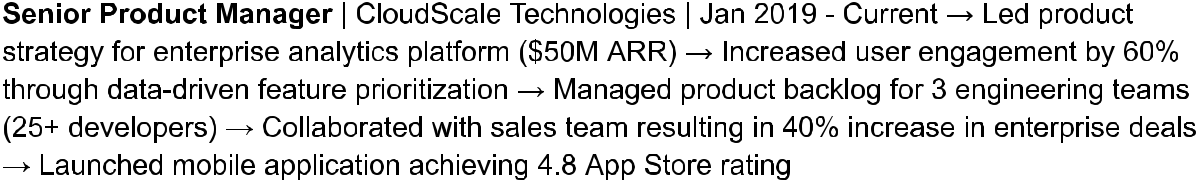 Senior Product Manager | CloudScale Technologies | Jan 2019 - Current → Led product
strategy for enterprise analytics platform ($50M ARR) → Increased user engagement by 60%
through data-driven feature prioritization → Managed product backlog for 3 engineering teams
(25+ developers) → Collaborated with sales team resulting in 40% increase in enterprise deals
→ Launched mobile application achieving 4.8 App Store rating